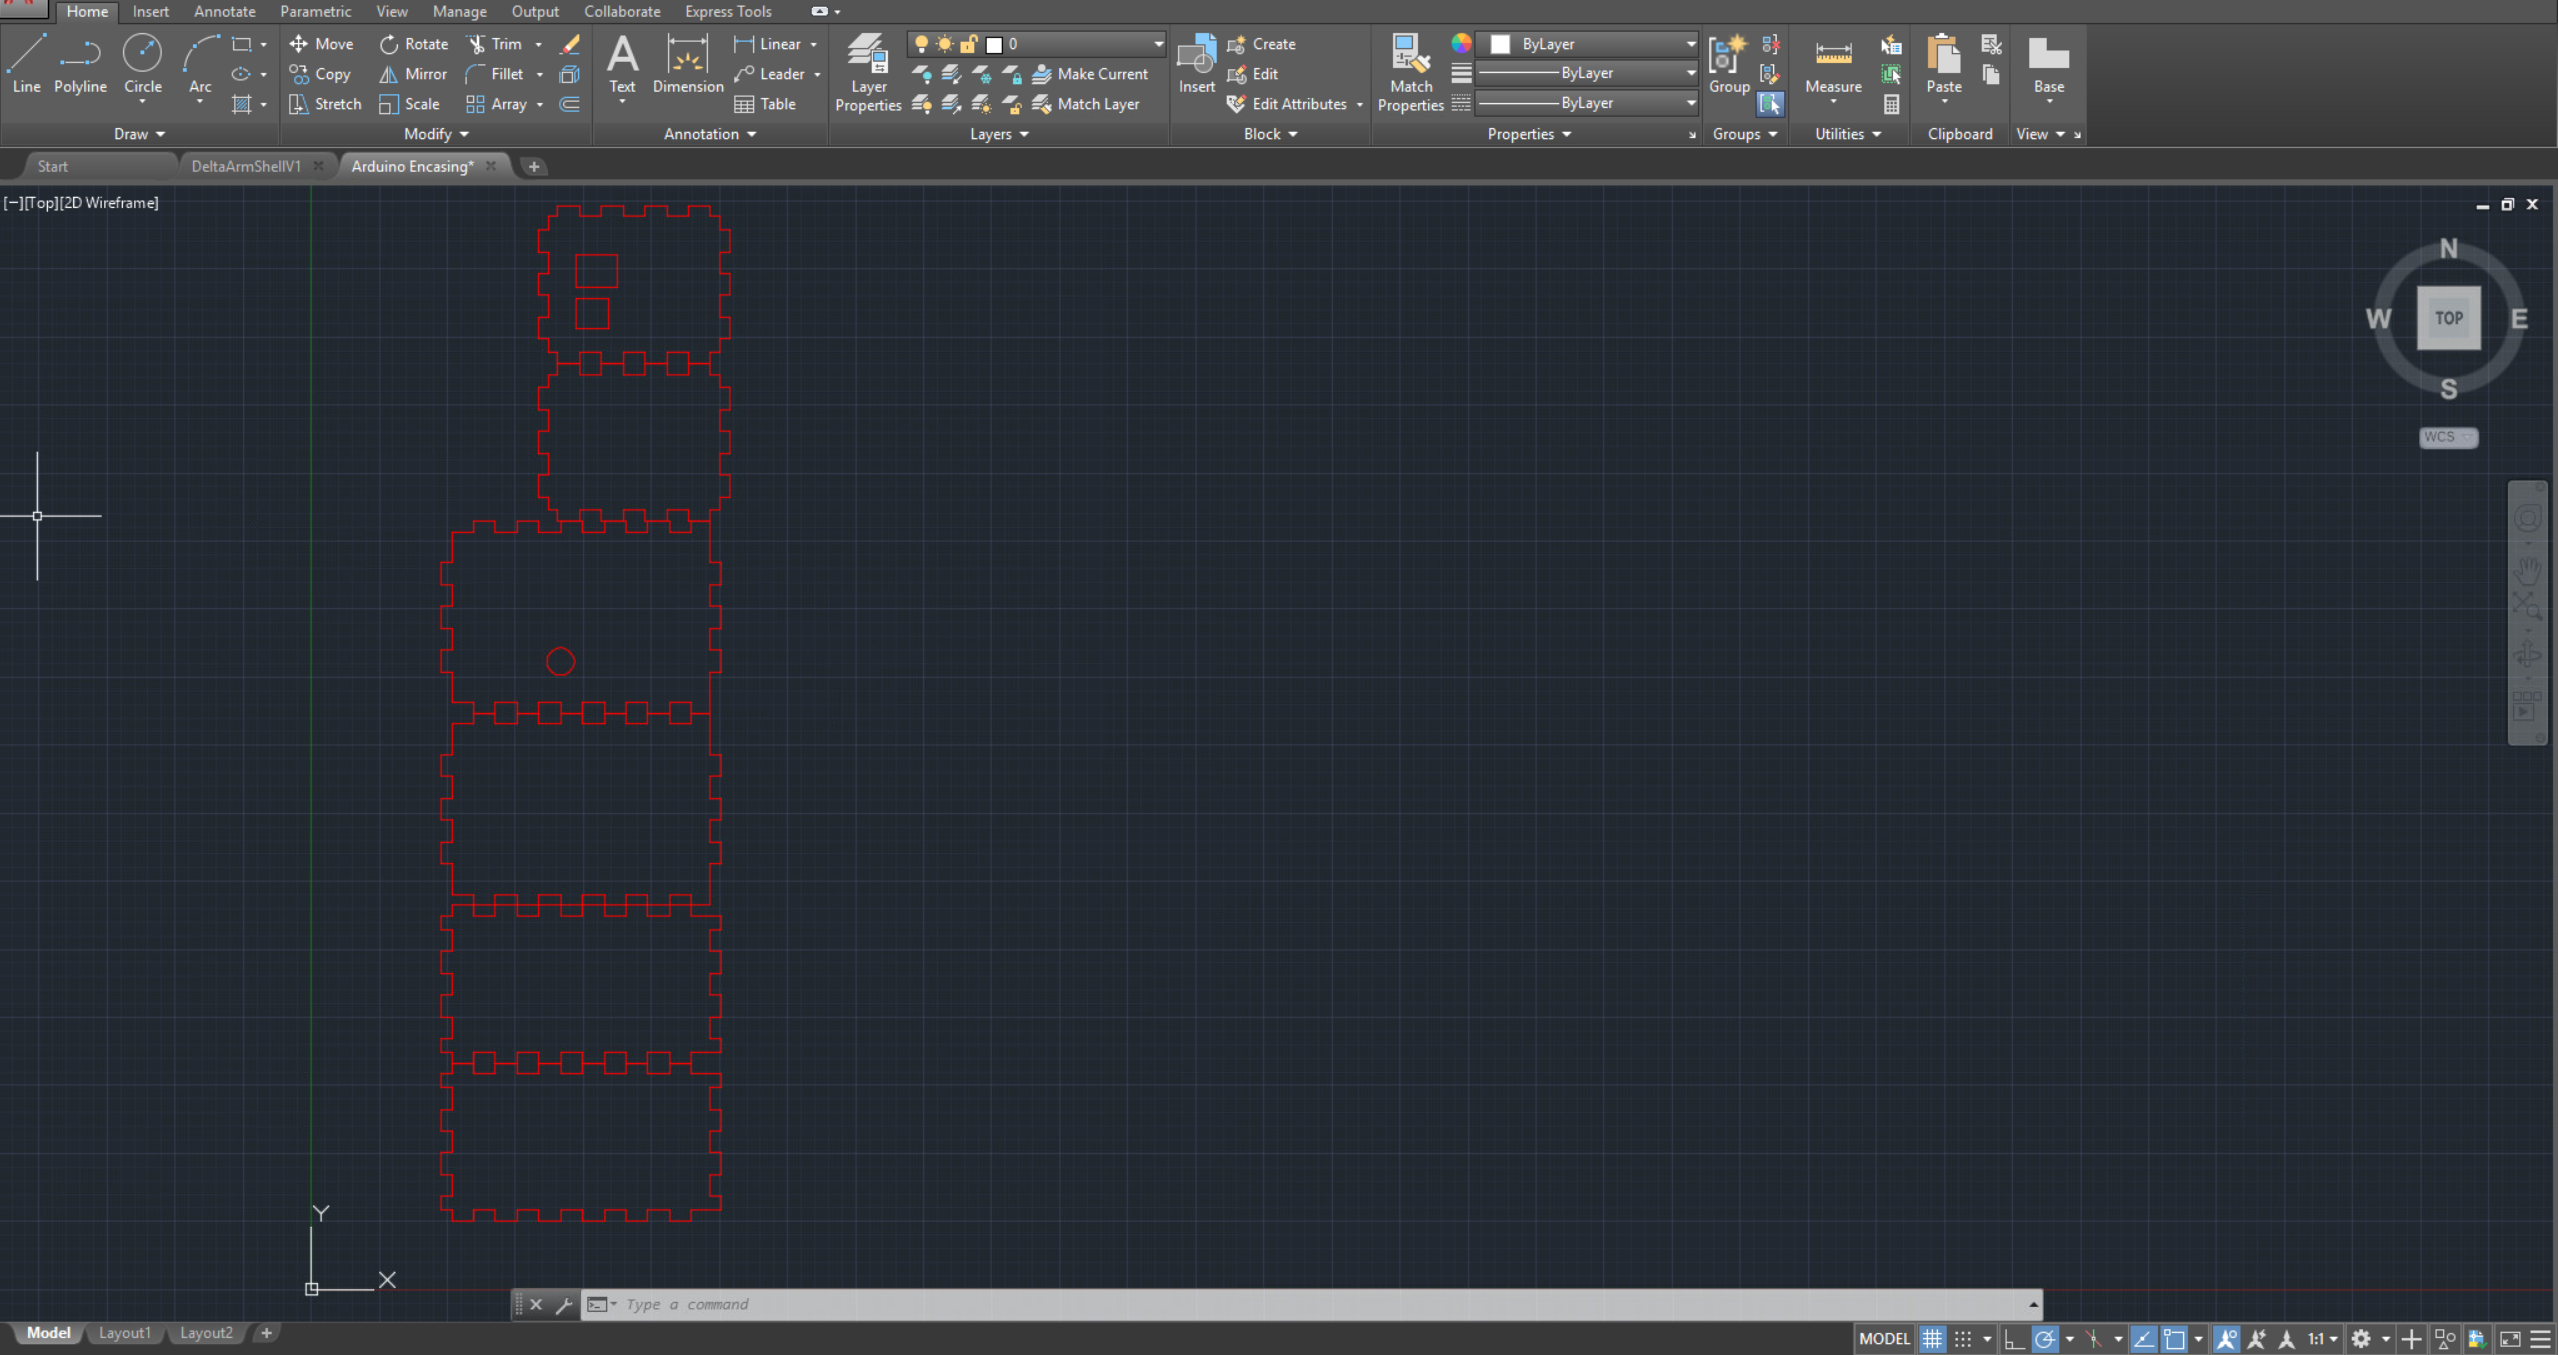 Home Insert Annotate Parametric View Manage Output Collaborate Express Tools
Line Polyline Circle Arc
Move Rotate Trim
Copy Mirror Fillet
Stretch Scale Array
Text Dimension
Linear
Leader
Table
Layer Properties
0
Make Current
Match Layer
Insert
Create
Edit
Edit Attributes
Match Properties
ByLayer
ByLayer
ByLayer
Group
Measure
Paste
Base
Draw Modify Annotation Layers Block Properties Groups Utilities Clipboard View
Start DeltaArmShellV1 Arduino Encasing*
[−][Top][2D Wireframe]
N
W TOP E
S
WCS
Y
X
Type a command
Model Layout1 Layout2
MODEL 1:1